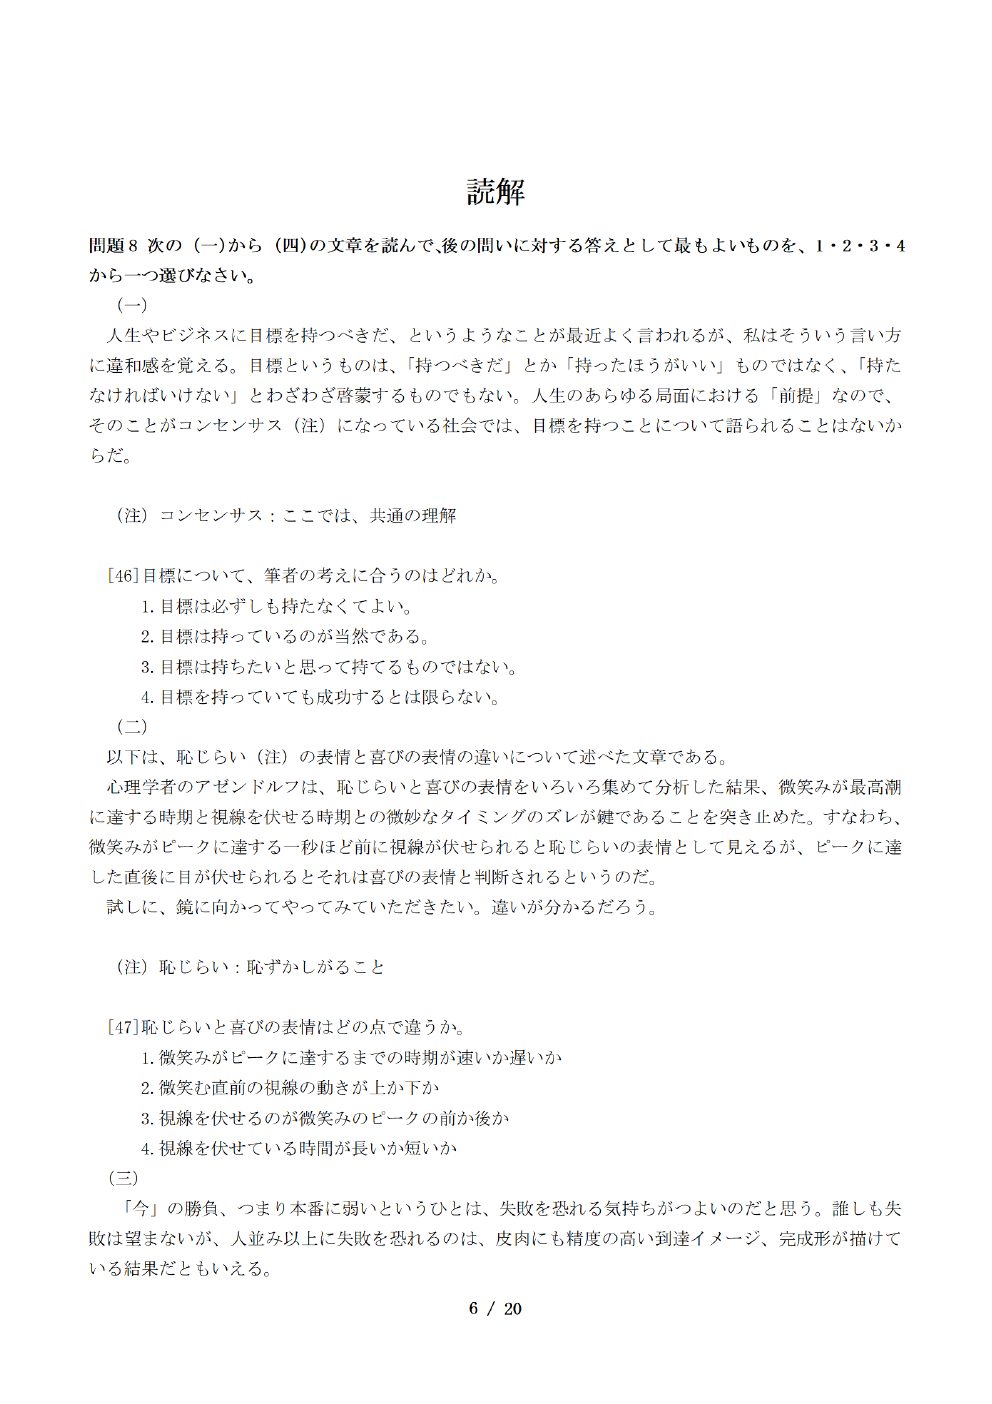 読解
問題８ 次の（一)から（四)の文章を読んで､後の問いに対する答えとして最もよいものを、1・2・3・4
から一つ選びなさい。
（一）
人生やビジネスに目標を持つべきだ、というようなことが最近よく言われるが、私はそういう言い方
に違和感を覚える。目標というものは、「持つべきだ」とか「持ったほうがいい」ものではなく、「持た
なければいけない」とわざわざ啓蒙するものでもない。人生のあらゆる局面における「前提」なので、
そのことがコンセンサス（注）になっている社会では、目標を持つことについて語られることはないか
らだ。
（注）コンセンサス：ここでは、共通の理解
[46]目標について、筆者の考えに合うのはどれか。
1.目標は必ずしも持たなくてよい。
2.目標は持っているのが当然である。
3.目標は持ちたいと思って持てるものではない。
4.目標を持っていても成功するとは限らない。
（二）
以下は、恥じらい（注）の表情と喜びの表情の違いについて述べた文章である。
心理学者のアゼンドルフは、恥じらいと喜びの表情をいろいろ集めて分析した結果、微笑みが最高潮
に達する時期と視線を伏せる時期との微妙なタイミングのズレが鍵であることを突き止めた。すなわち、
微笑みがピークに達する一秒ほど前に視線が伏せられると恥じらいの表情として見えるが、ピークに達
した直後に目が伏せられるとそれは喜びの表情と判断されるというのだ。
試しに、鏡に向かってやってみていただきたい。違いが分かるだろう。
（注）恥じらい：恥ずかしがること
[47]恥じらいと喜びの表情はどの点で違うか。
1.微笑みがピークに達するまでの時期が速いか遅いか
2.微笑む直前の視線の動きが上か下か
3.視線を伏せるのが微笑みのピークの前か後か
4.視線を伏せている時間が長いか短いか
（三）
「今」の勝負、つまり本番に弱いというひとは、失敗を恐れる気持ちがつよいのだと思う。誰しも失
敗は望まないが、人並み以上に失敗を恐れるのは、皮肉にも精度の高い到達イメージ、完成形が描けて
いる結果だともいえる。
6 / 20